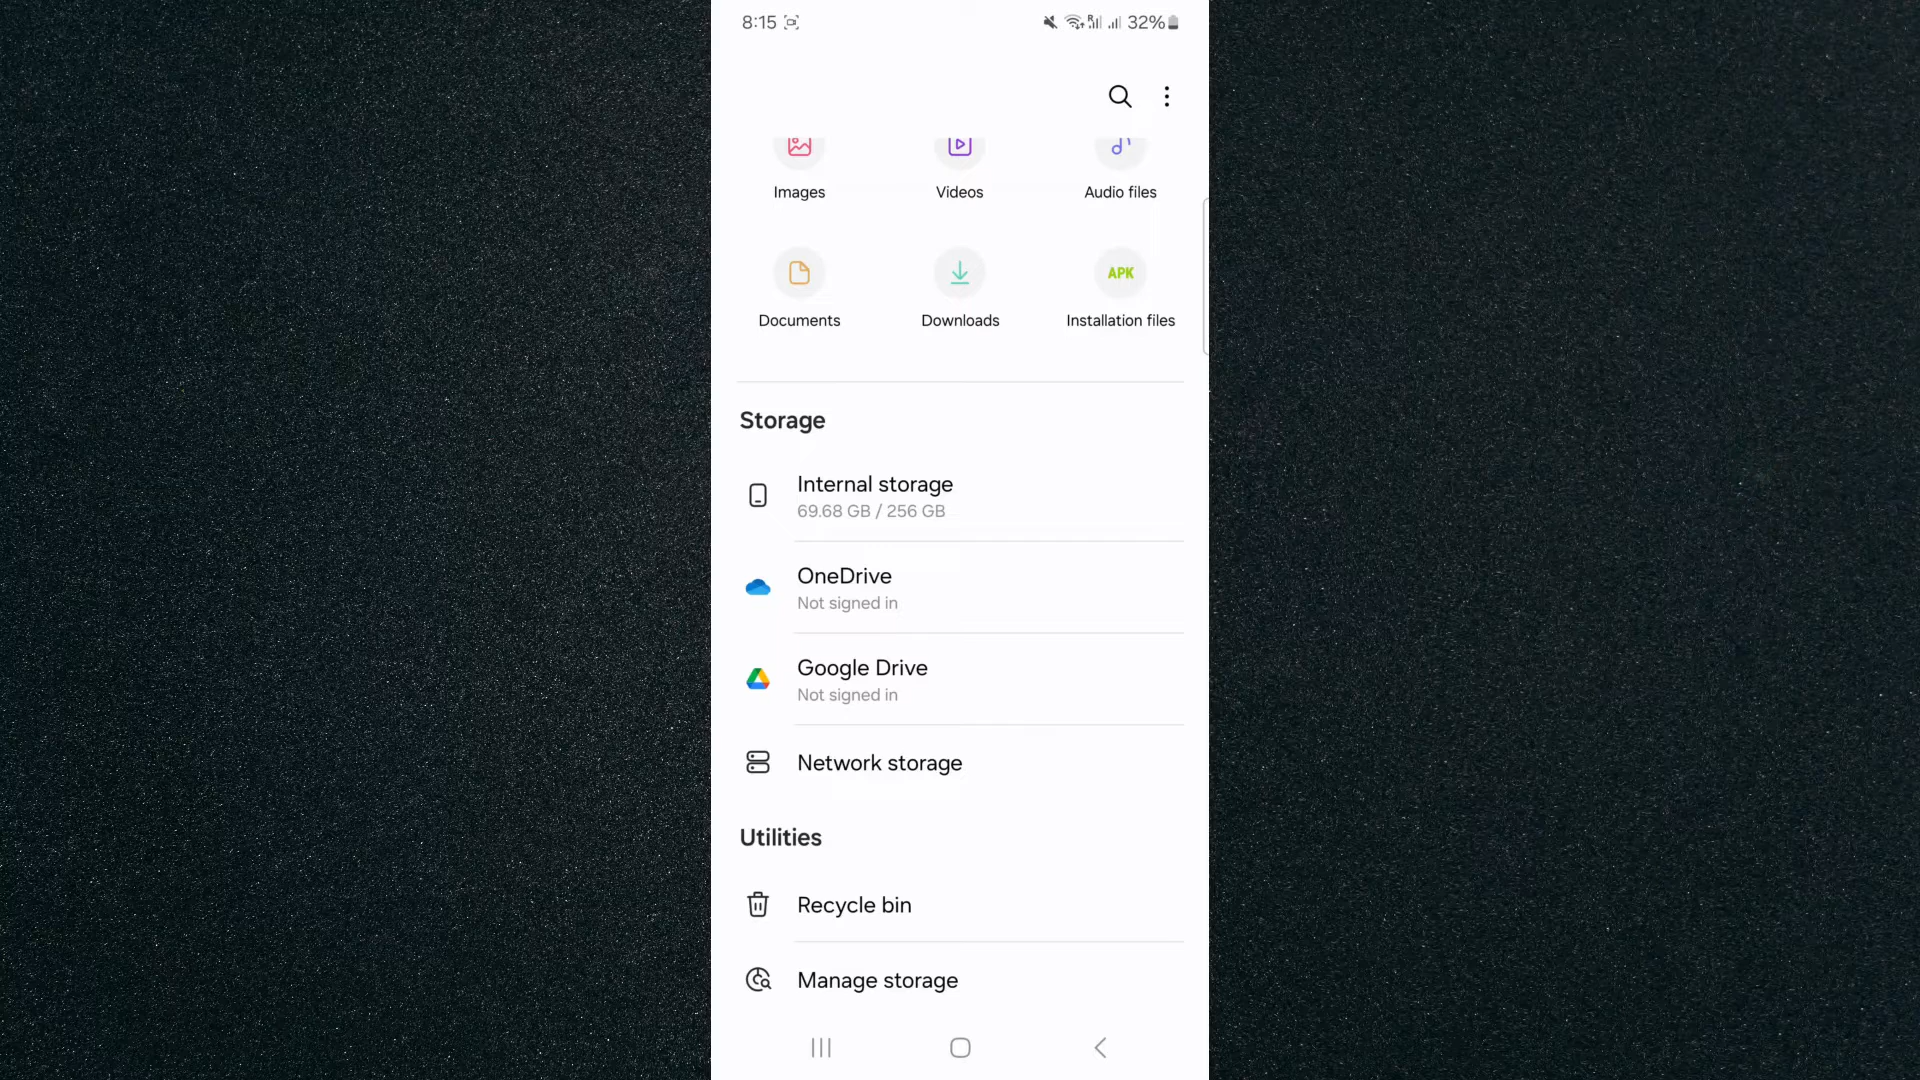 8:15
32%
Images Videos Audio files
APK
Documents Downloads Installation files
Storage
Internal storage
69.68 GB / 256 GB
OneDrive
Not signed in
Google Drive
Not signed in
Network storage
Utilities
Recycle bin
Manage storage